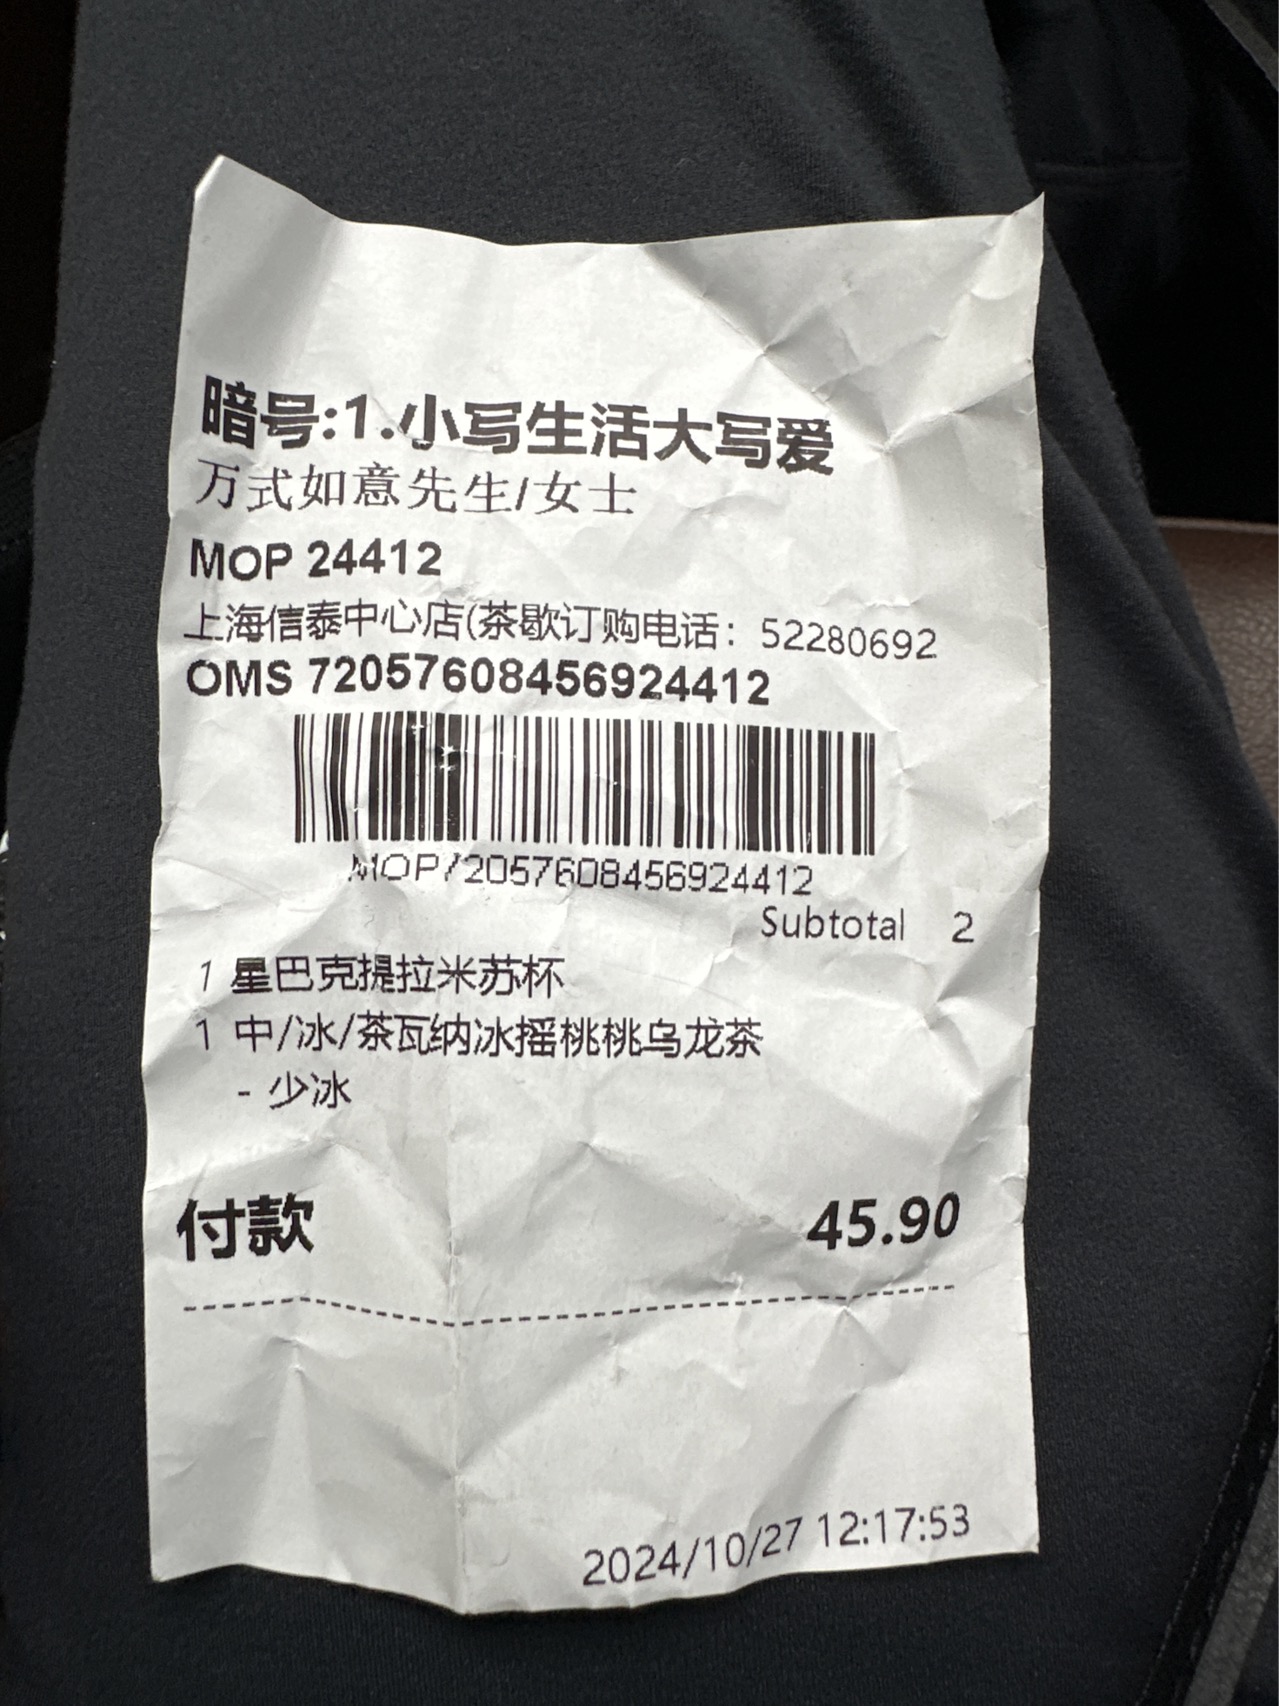 暗号:1.小写生活大写爱
万式如意先生/女士
MOP 24412
上海信泰中心店(茶歇订购电话：52280692
OMS 72057608456924412
MOP72057608456924412
Subtotal 2
1 星巴克提拉米苏杯
1 中/冰/茶瓦纳冰摇桃桃乌龙茶
- 少冰
付款 45.90
2024/10/27 12:17:53